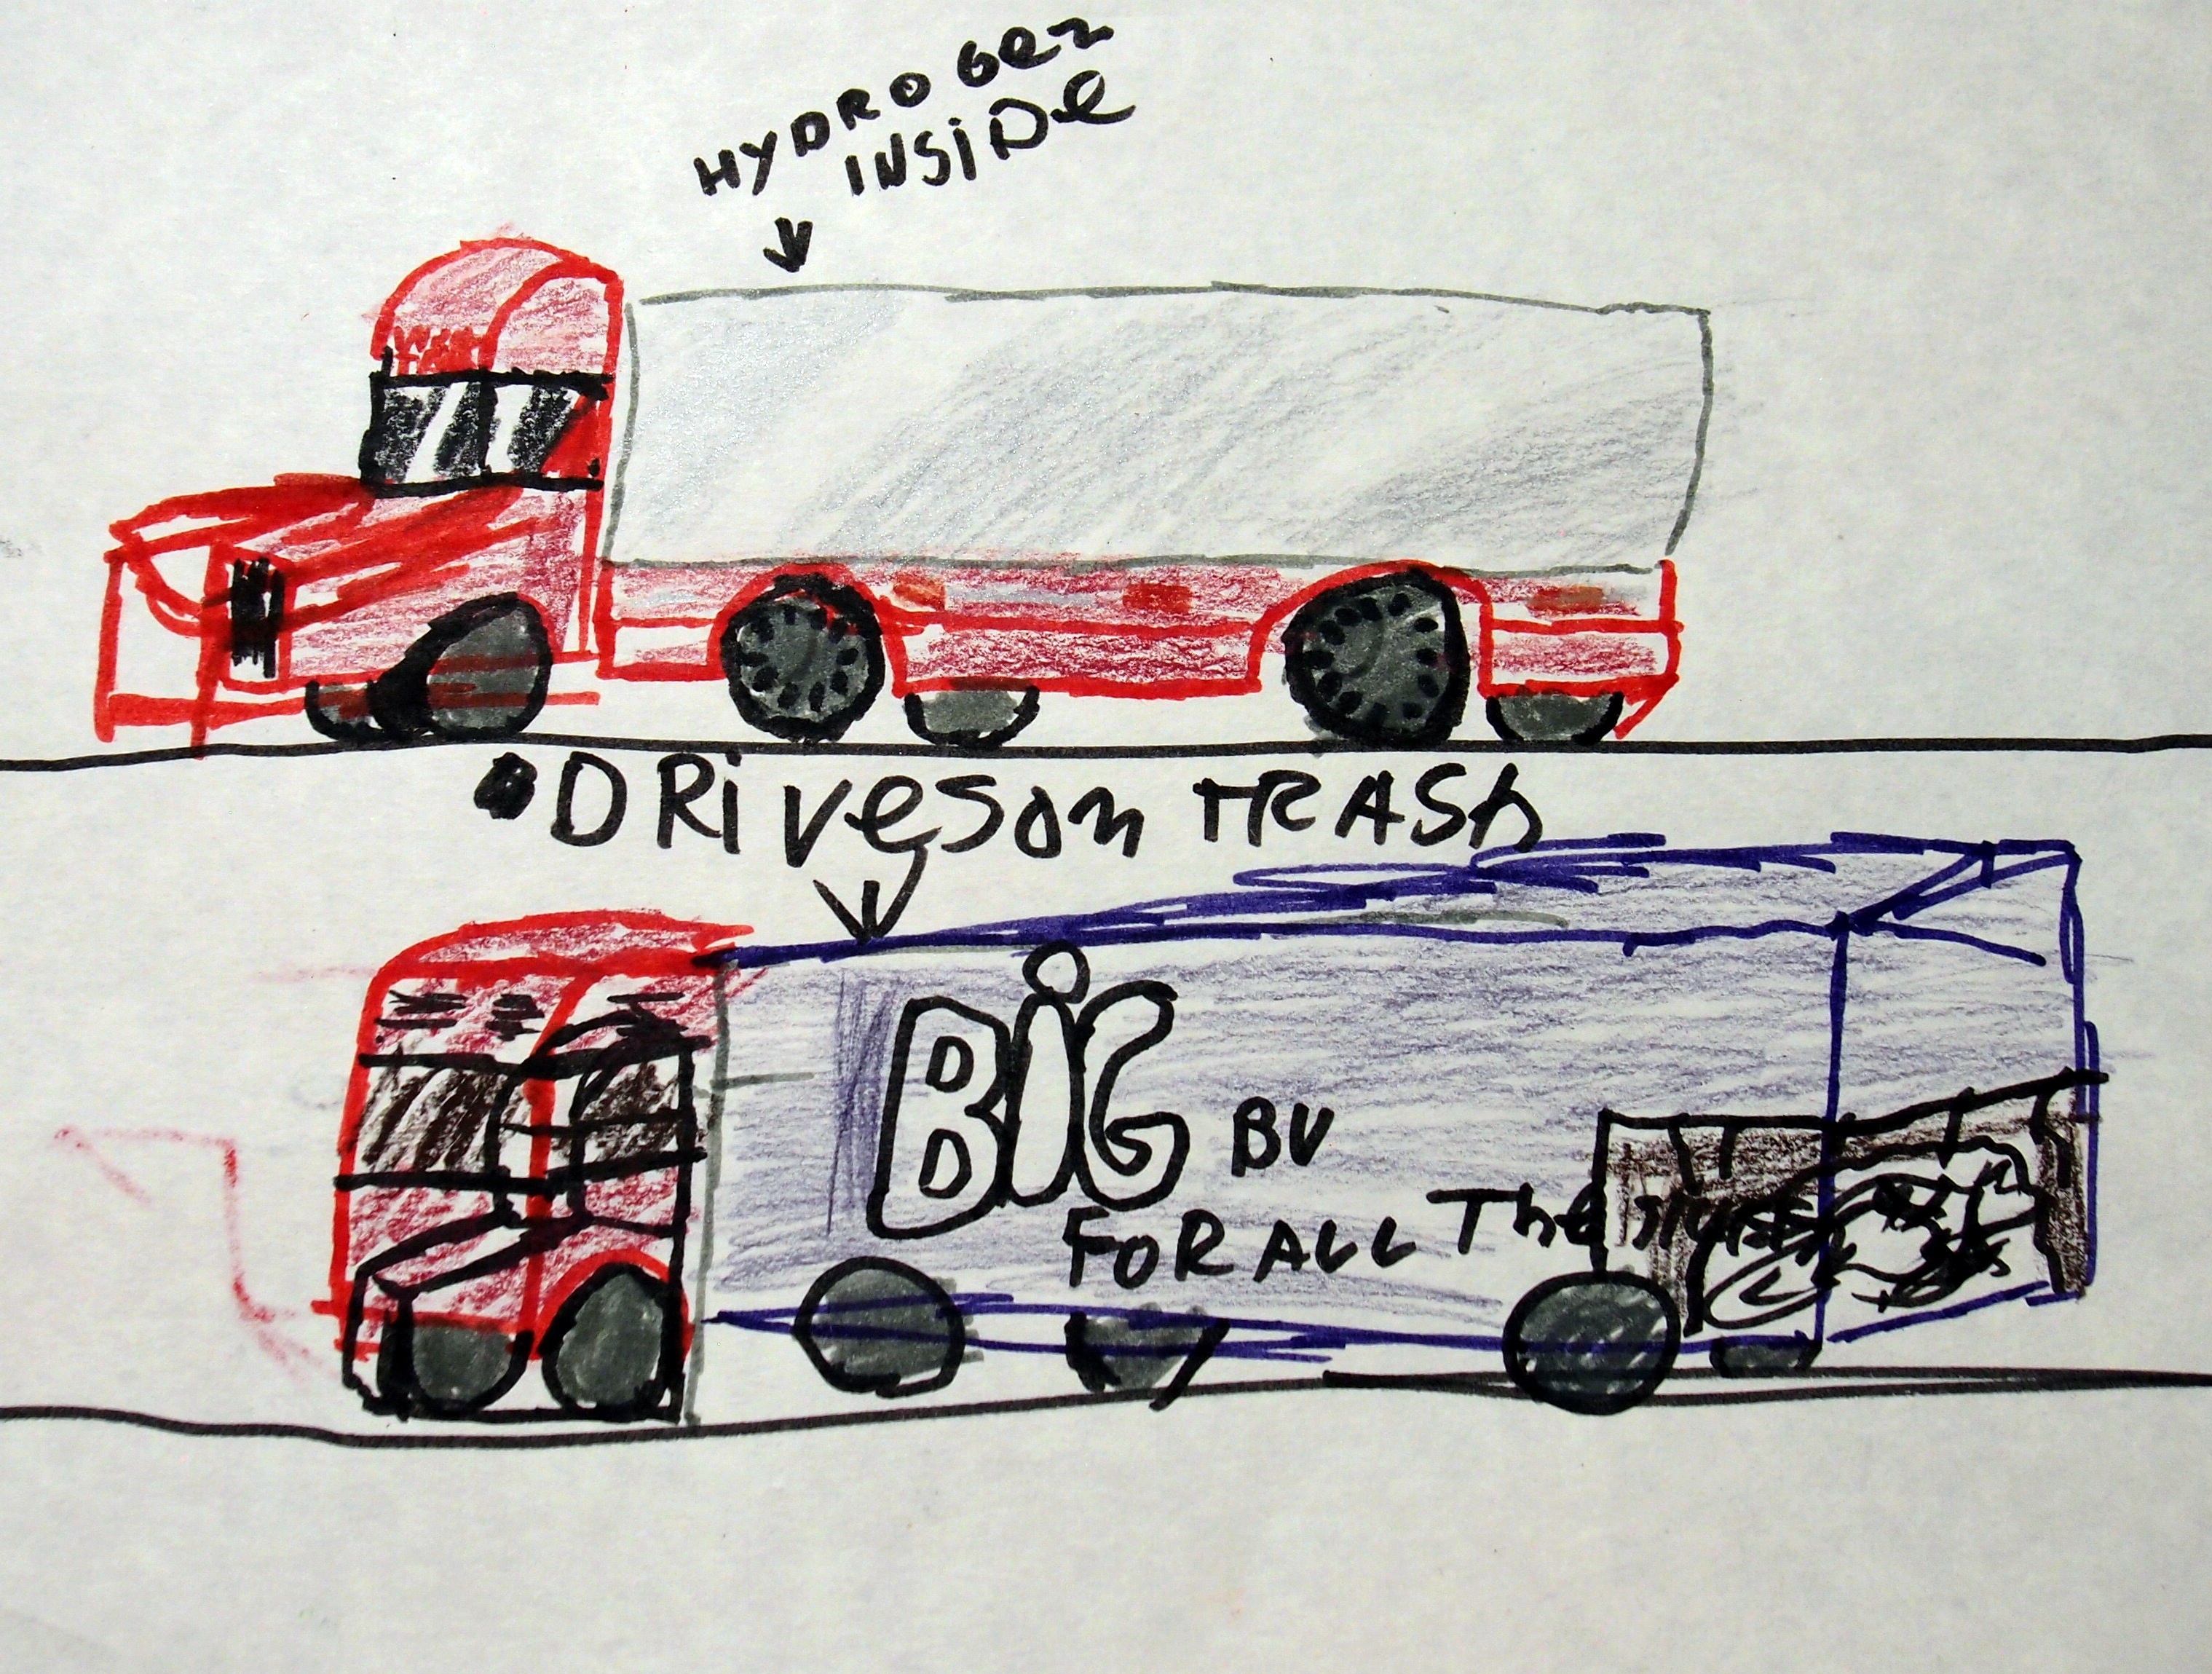 HYDROGEN
INSIDE
DRIVES on TRASh
BiG BV
FOR ALL The